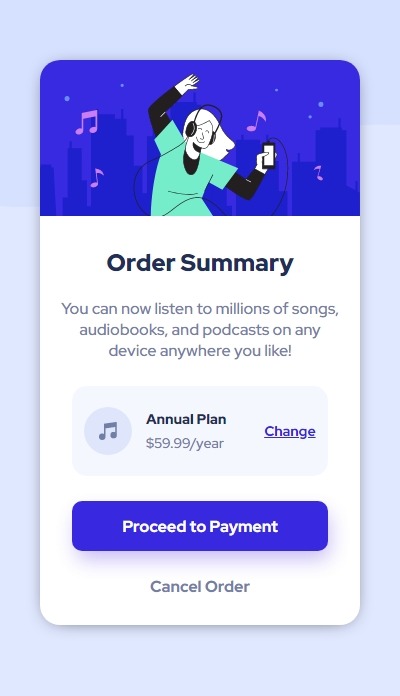 Order Summary
You can now listen to millions of songs,
audiobooks, and podcasts on any
device anywhere you like!
Annual Plan
$59.99/year
Change
Proceed to Payment
Cancel Order